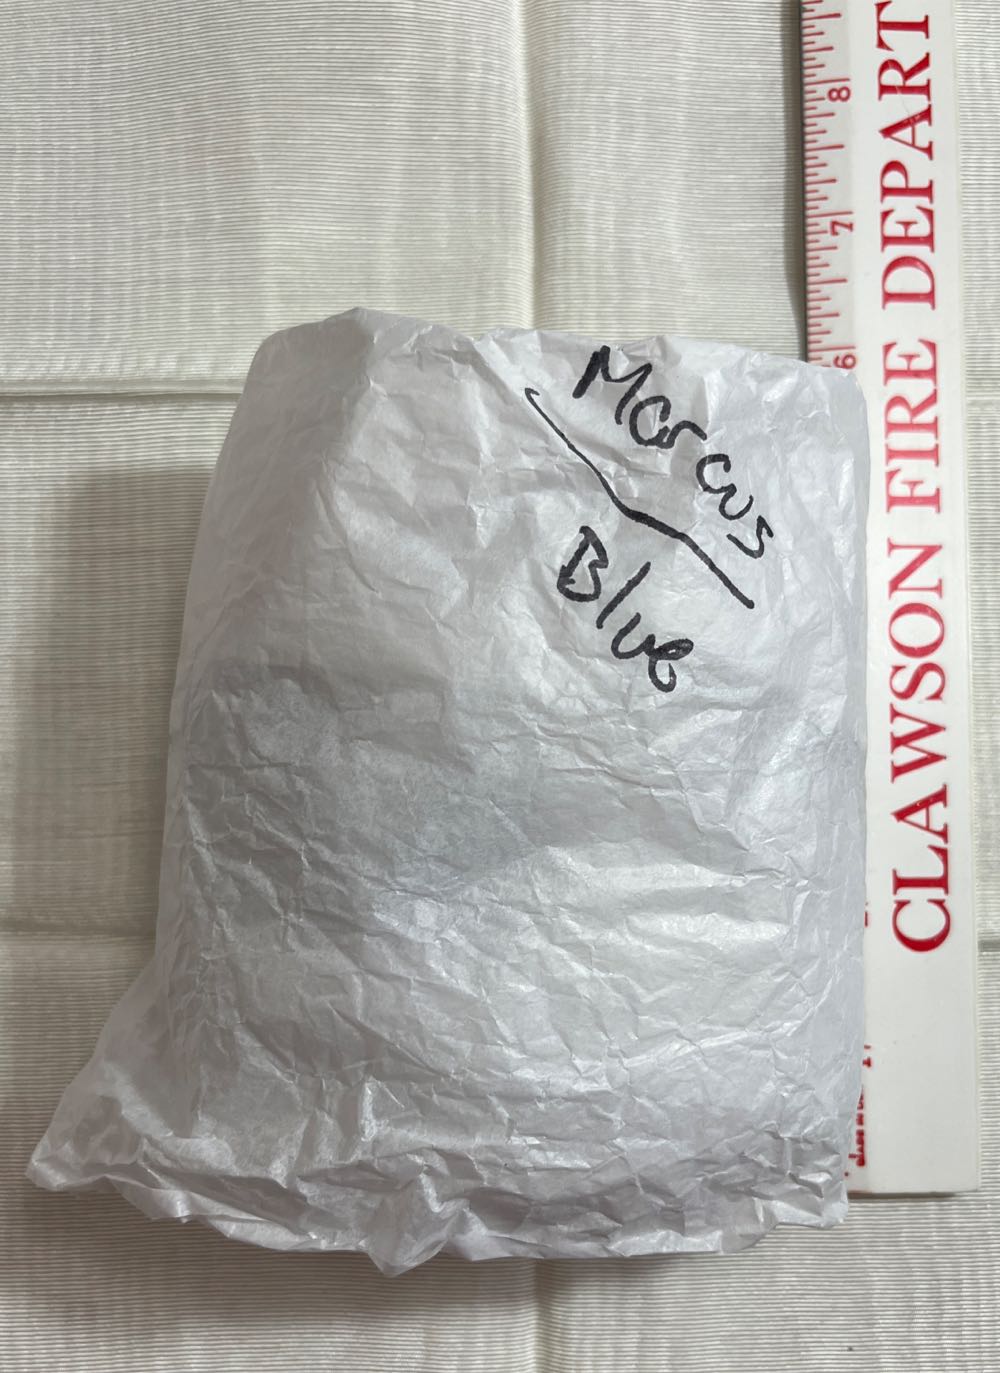 Marcus
Blue
CLAWSON FIRE DEPART
8
7
6